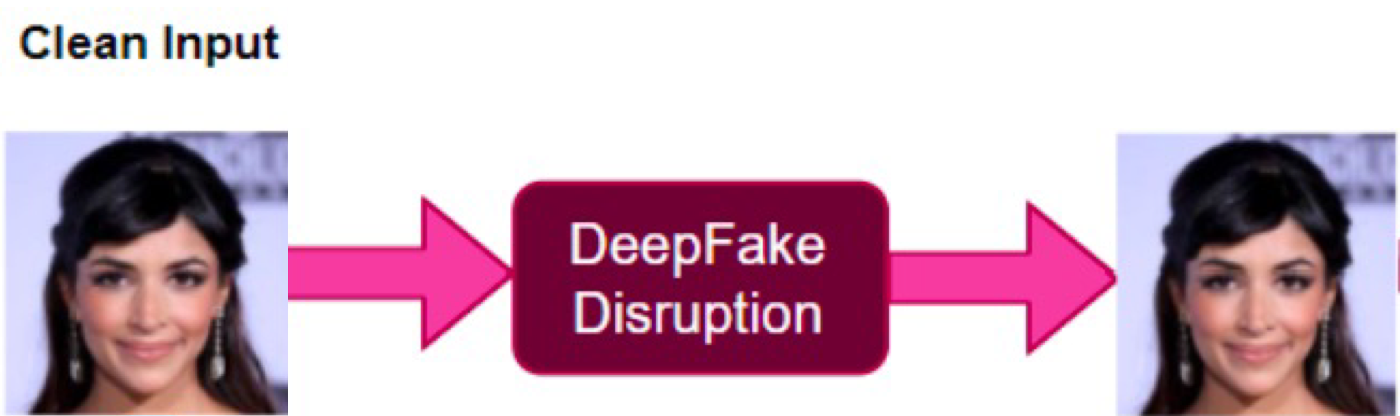 Clean Input
DeepFake
Disruption